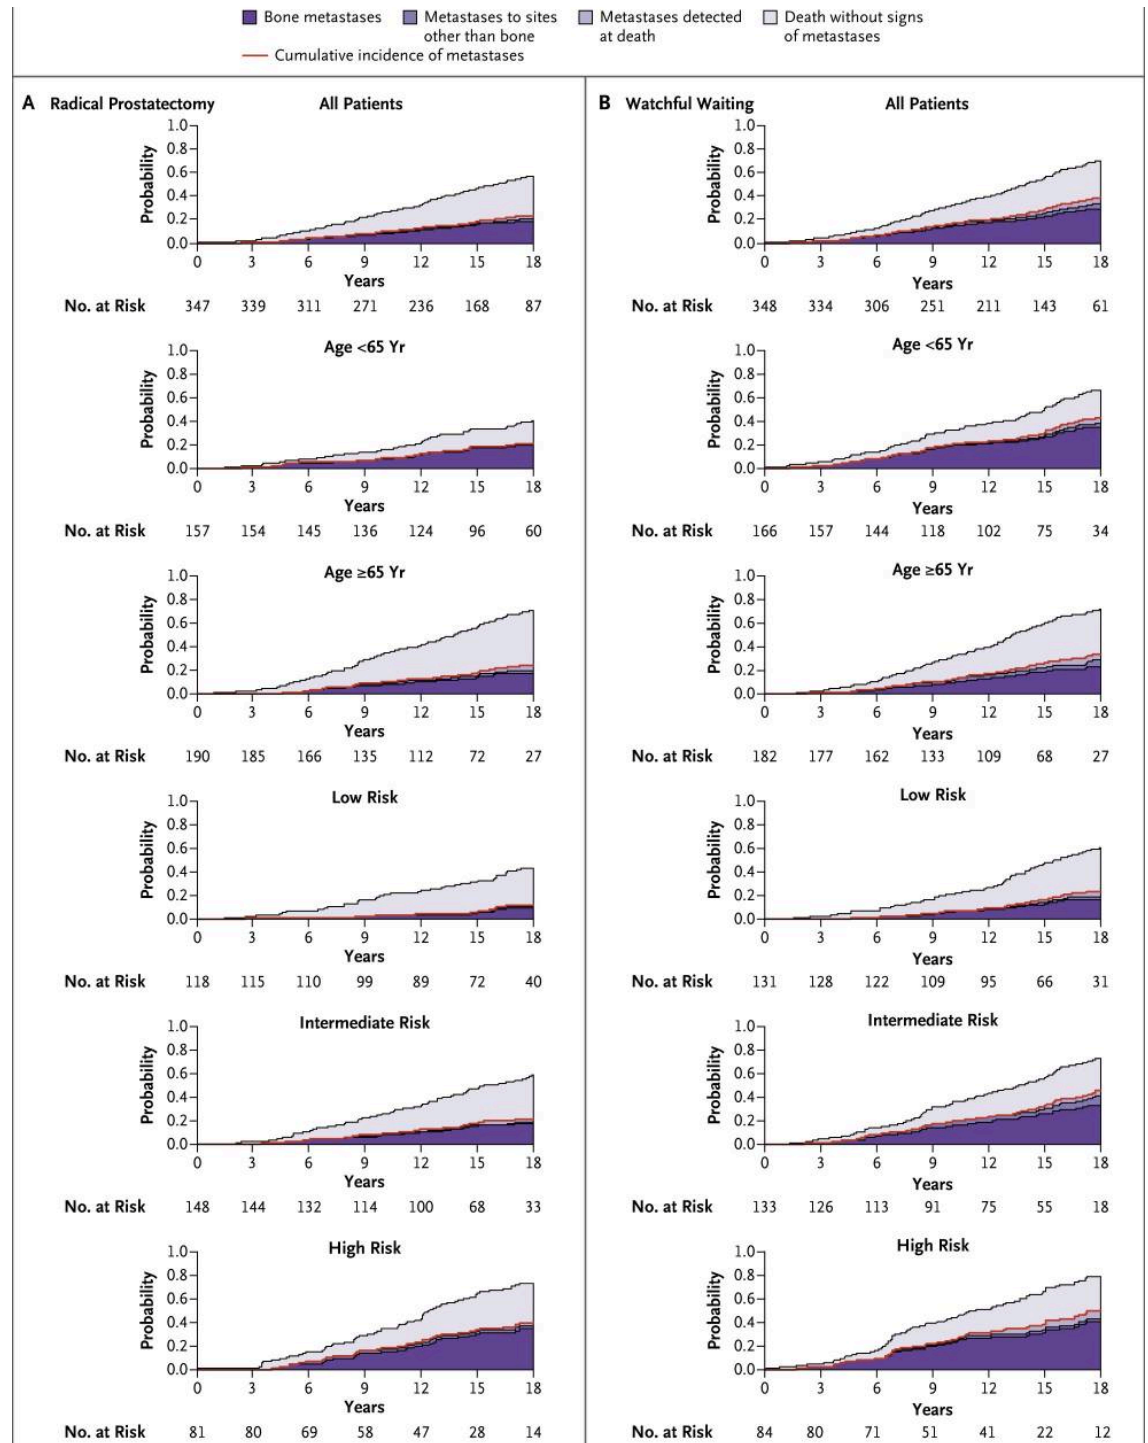 Bone metastases
Metastases to sites other than bone
Metastases detected at death
Death without signs of metastases
Cumulative incidence of metastases
A Radical Prostatectomy
All Patients
Probability
1.0
0.8
0.6
0.4
0.2
0.0
0 3 6 9 12 15 18
Years
No. at Risk 347 339 311 271 236 168 87
Age <65 Yr
Probability
1.0
0.8
0.6
0.4
0.2
0.0
0 3 6 9 12 15 18
Years
No. at Risk 157 154 145 136 124 96 60
Age ≥65 Yr
Probability
1.0
0.8
0.6
0.4
0.2
0.0
0 3 6 9 12 15 18
Years
No. at Risk 190 185 166 135 112 72 27
Low Risk
Probability
1.0
0.8
0.6
0.4
0.2
0.0
0 3 6 9 12 15 18
Years
No. at Risk 118 115 110 99 89 72 40
Intermediate Risk
Probability
1.0
0.8
0.6
0.4
0.2
0.0
0 3 6 9 12 15 18
Years
No. at Risk 148 144 132 114 100 68 33
High Risk
Probability
1.0
0.8
0.6
0.4
0.2
0.0
0 3 6 9 12 15 18
Years
No. at Risk 81 80 69 58 47 28 14
B Watchful Waiting
All Patients
Probability
1.0
0.8
0.6
0.4
0.2
0.0
0 3 6 9 12 15 18
Years
No. at Risk 348 334 306 251 211 143 61
Age <65 Yr
Probability
1.0
0.8
0.6
0.4
0.2
0.0
0 3 6 9 12 15 18
Years
No. at Risk 166 157 144 118 102 75 34
Age ≥65 Yr
Probability
1.0
0.8
0.6
0.4
0.2
0.0
0 3 6 9 12 15 18
Years
No. at Risk 182 177 162 133 109 68 27
Low Risk
Probability
1.0
0.8
0.6
0.4
0.2
0.0
0 3 6 9 12 15 18
Years
No. at Risk 131 128 122 109 95 66 31
Intermediate Risk
Probability
1.0
0.8
0.6
0.4
0.2
0.0
0 3 6 9 12 15 18
Years
No. at Risk 133 126 113 91 75 55 18
High Risk
Probability
1.0
0.8
0.6
0.4
0.2
0.0
0 3 6 9 12 15 18
Years
No. at Risk 84 80 71 51 41 22 12